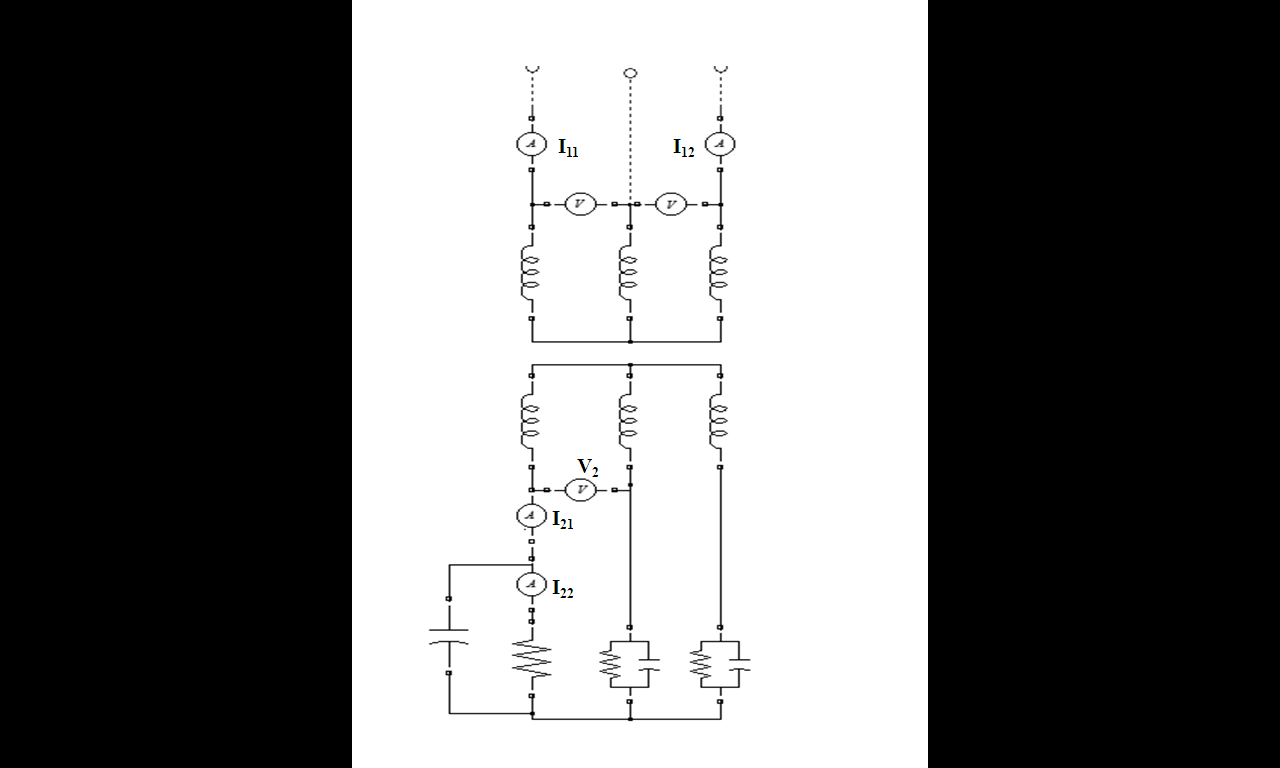 A I₁₁ I₁₂ A
V V
V₂
V
A I₂₁
A I₂₂